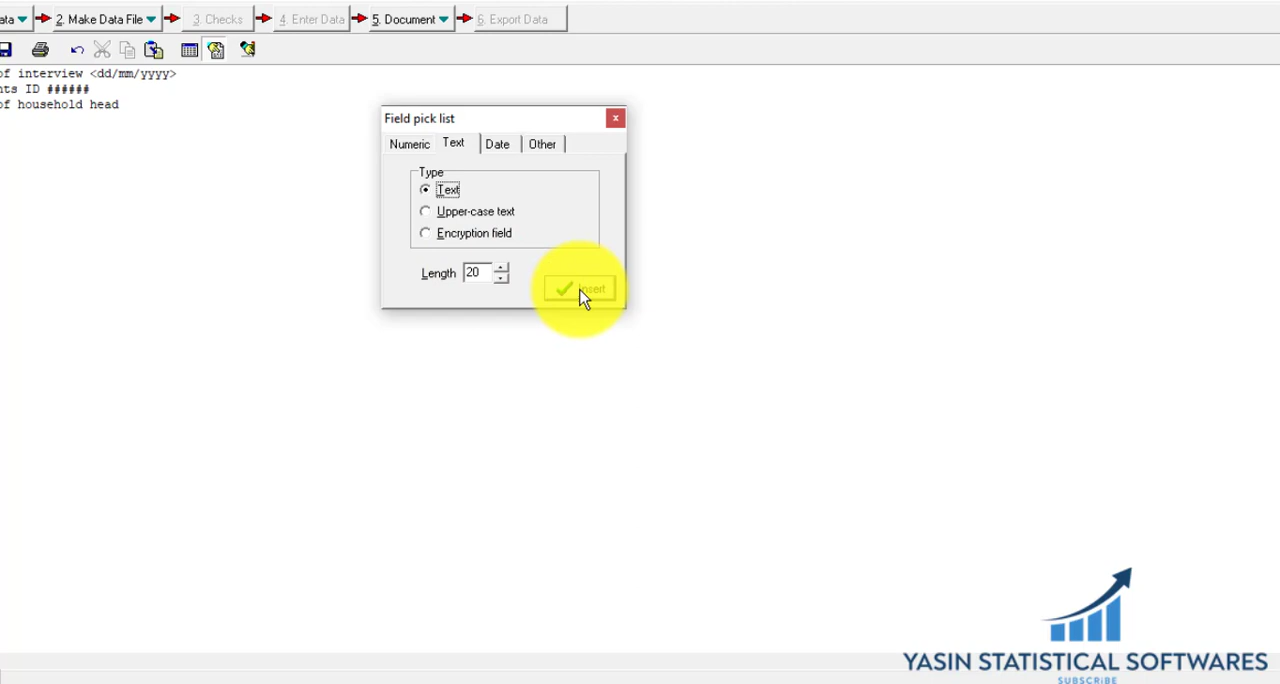 ata 2. Make Data File 3. Checks 4. Enter Data 5. Document 6. Export Data
of interview <dd/mm/yyyy>
nts ID ######
of household head
Field pick list
Numeric Text Date Other
Type
Text
Upper-case text
Encryption field
Length 20
Insert
YASIN STATISTICAL SOFTWARES
SUBSCRIBE